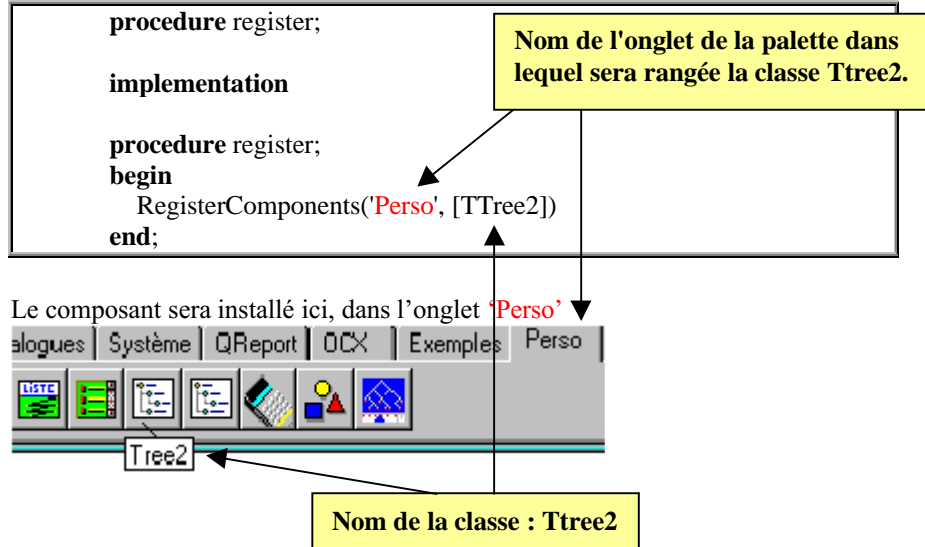 procedure register;
Nom de l'onglet de la palette dans
lequel sera rangée la classe Ttree2.
implementation
procedure register;
begin
RegisterComponents('Perso', [TTree2])
end;
Le composant sera installé ici, dans l’onglet ‘Perso’
alogues Système QReport OCX Exemples Perso
LISTE
Tree2
Nom de la classe : Ttree2